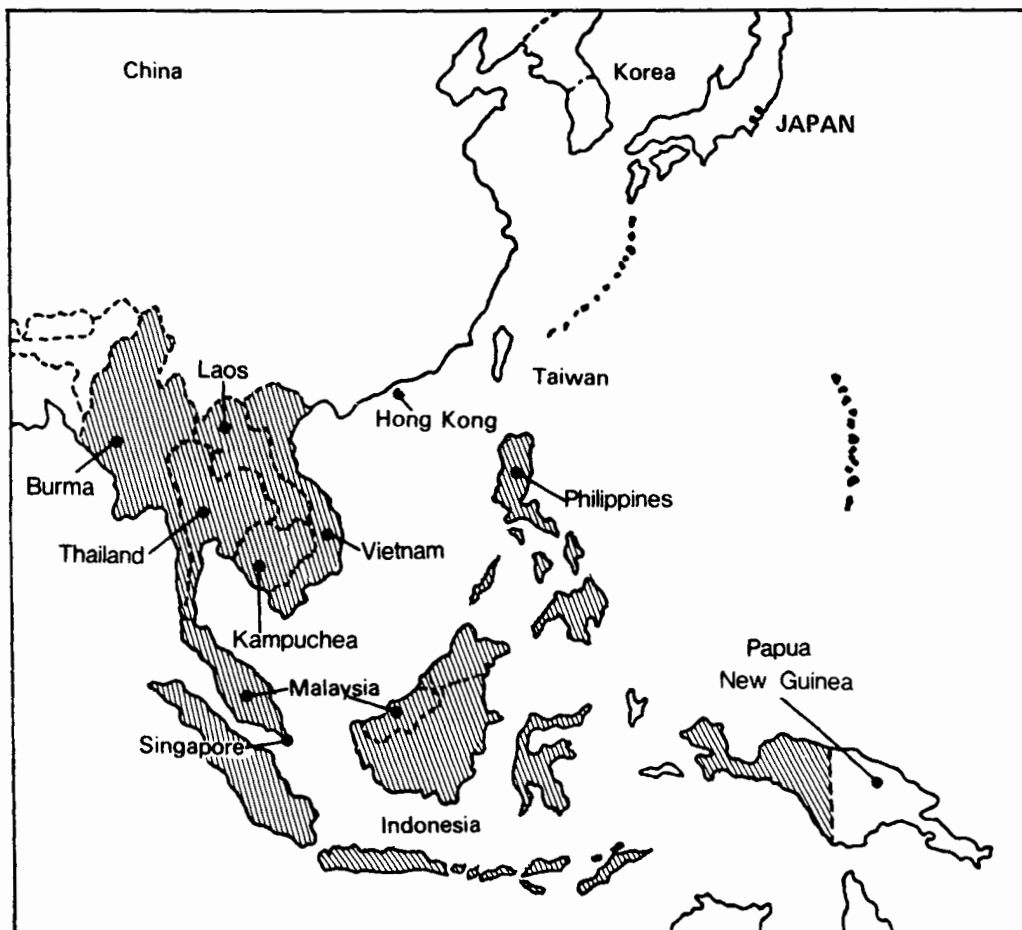 China
Korea
JAPAN
Laos
Taiwan
Hong Kong
Burma
Philippines
Thailand
Vietnam
Kampuchea
Papua
New Guinea
Malaysia
Singapore
Indonesia